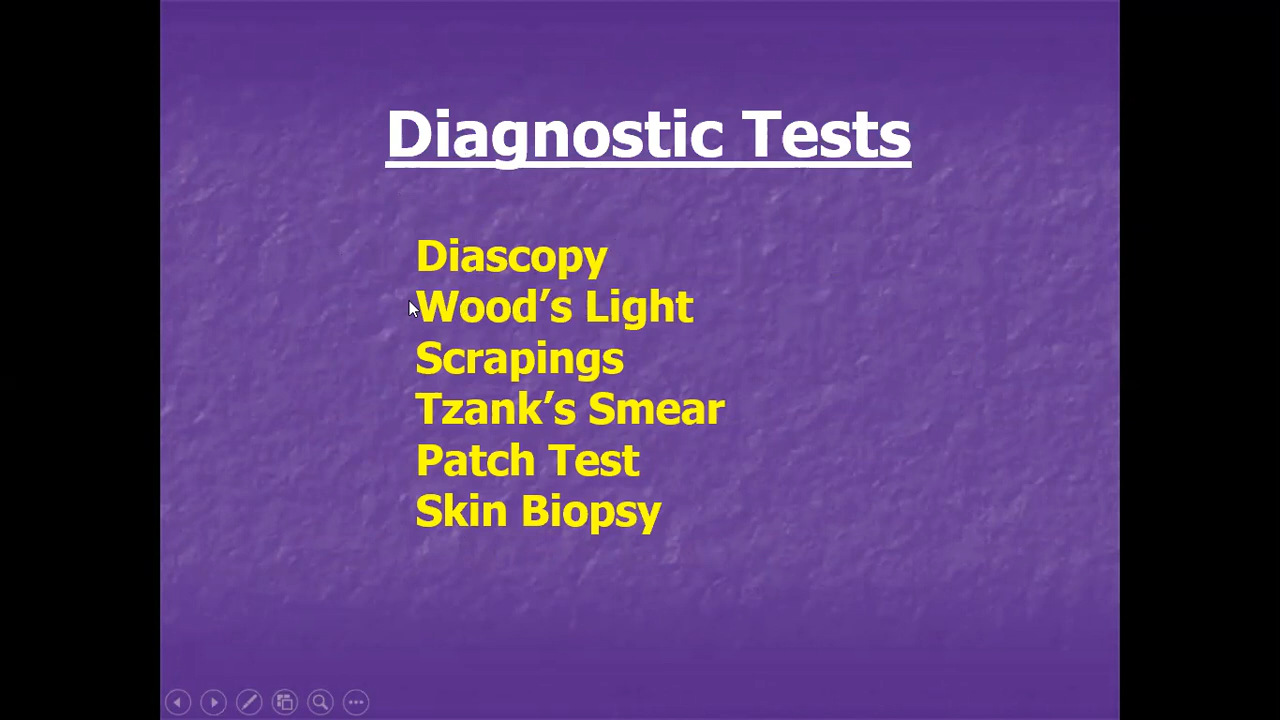 Diagnostic Tests
Diascopy
Wood’s Light
Scrapings
Tzank’s Smear
Patch Test
Skin Biopsy